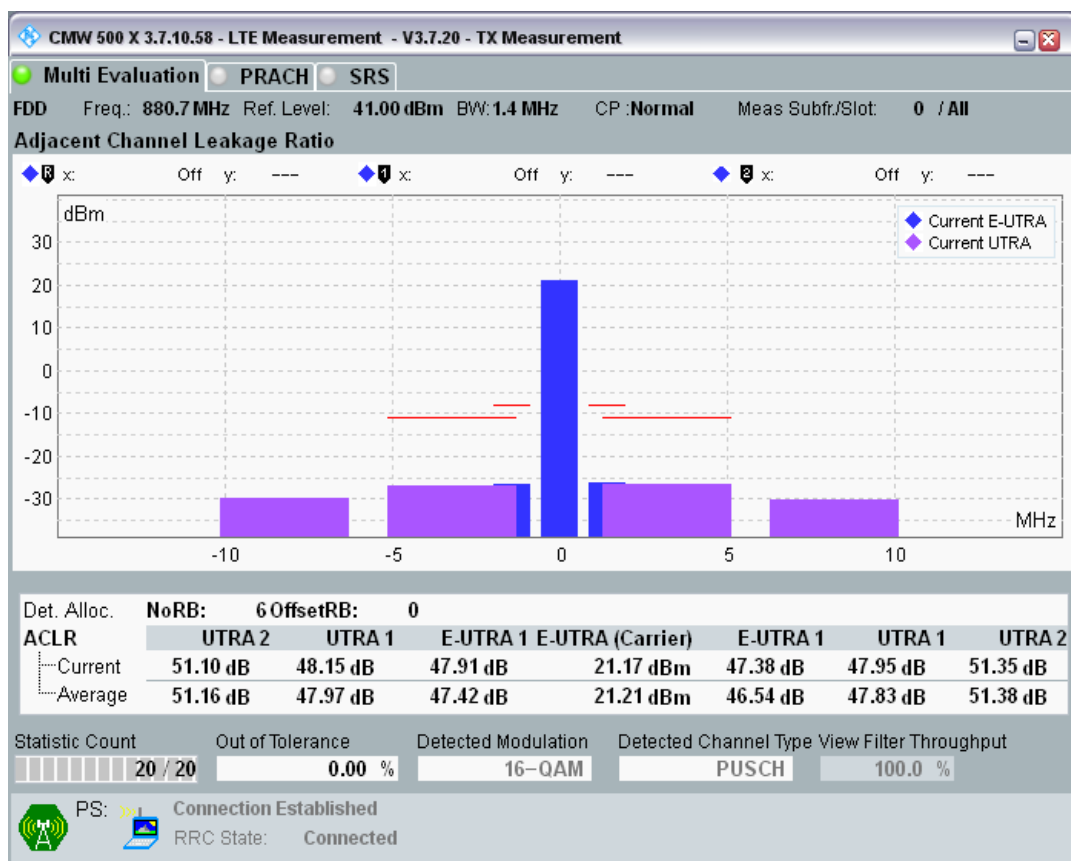 CMW 500 X 3.7.10.58 - LTE Measurement - V3.7.20 - TX Measurement
Multi Evaluation PRACH SRS
FDD Freq.: 880.7 MHz Ref. Level: 41.00 dBm BW: 1.4 MHz CP :Normal Meas Subfr./Slot: 0 / All
Adjacent Channel Leakage Ratio
R x: Off y: --- 1 x: Off y: --- 2 x: Off y: ---
dBm
Current E-UTRA
Current UTRA
30
20
10
0
-10
-20
-30
MHz
-10 -5 0 5 10
Det. Alloc. NoRB: 6 OffsetRB: 0
ACLR UTRA 2 UTRA 1 E-UTRA 1 E-UTRA (Carrier) E-UTRA 1 UTRA 1 UTRA 2
Current 51.10 dB 48.15 dB 47.91 dB 21.17 dBm 47.38 dB 47.95 dB 51.35 dB
Average 51.16 dB 47.97 dB 47.42 dB 21.21 dBm 46.54 dB 47.83 dB 51.38 dB
Statistic Count Out of Tolerance Detected Modulation Detected Channel Type View Filter Throughput
20 / 20 0.00 % 16-QAM PUSCH 100.0 %
PS: Connection Established
RRC State: Connected